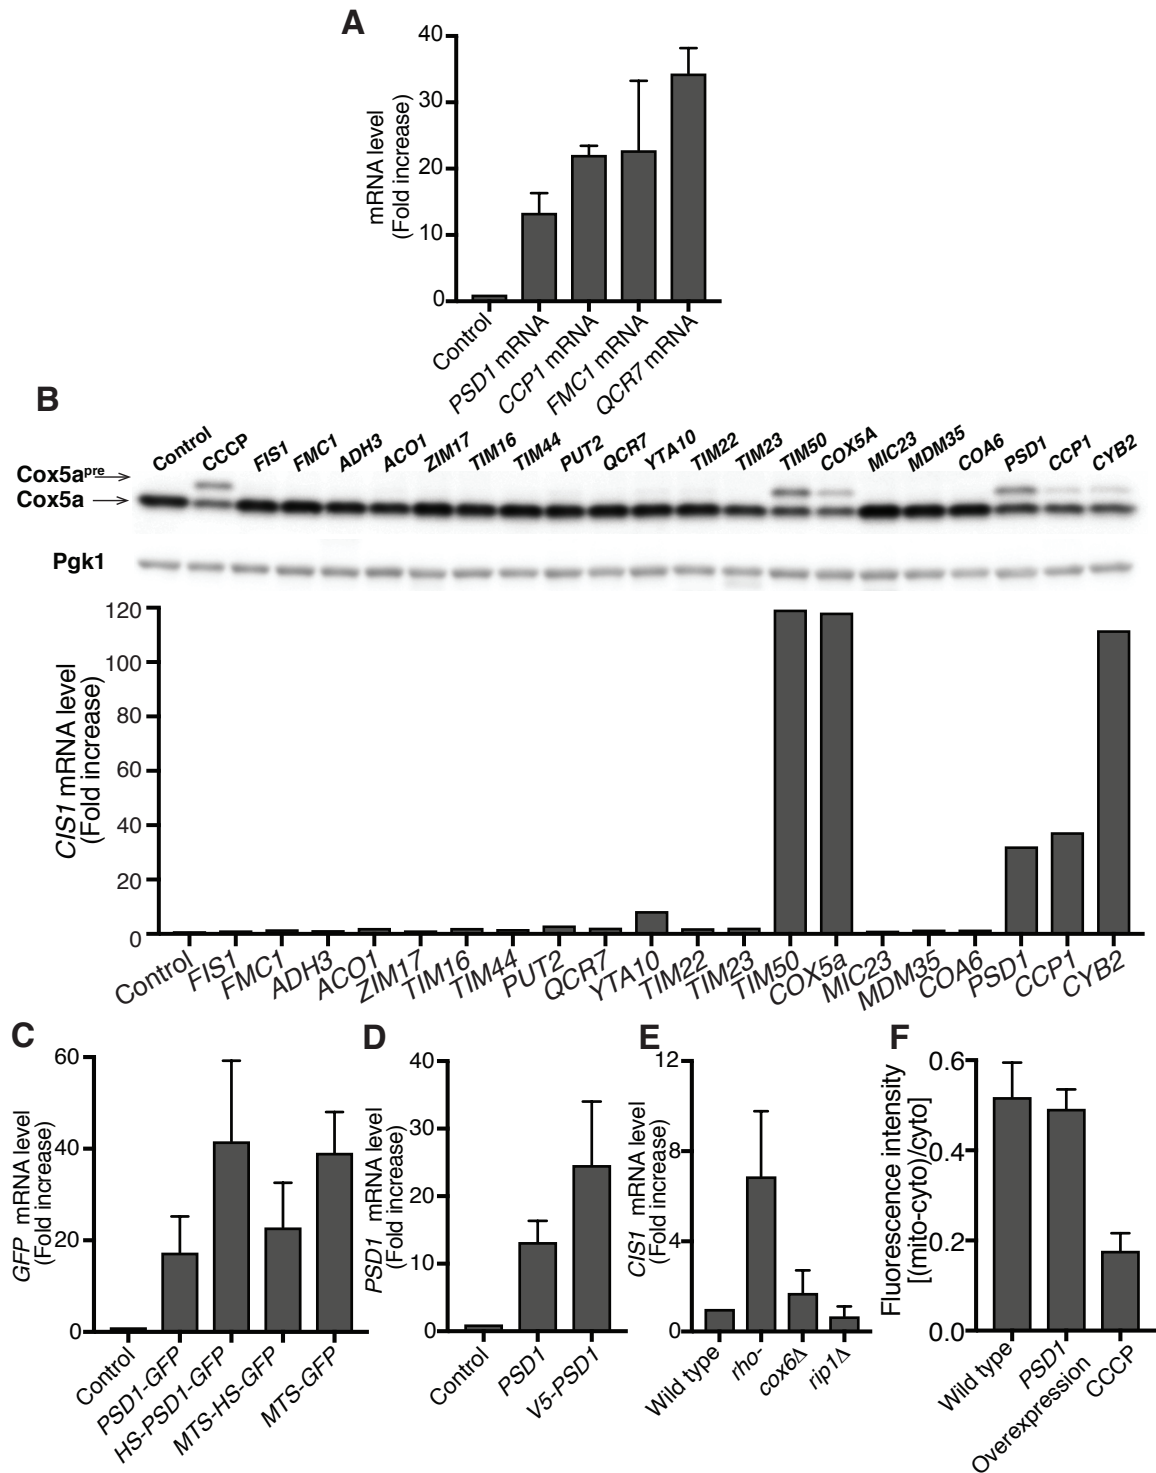 A
mRNA level
(Fold increase)
40
30
20
10
0
Control
PSD1 mRNA
CCP1 mRNA
FMC1 mRNA
QCR7 mRNA
B
Control
CCCP
FIS1
FMC1
ADH3
ACO1
ZIM17
TIM16
TIM44
PUT2
QCR7
YTA10
TIM22
TIM23
TIM50
COX5A
MIC23
MDM35
COA6
PSD1
CCP1
CYB2
Cox5apre
Cox5a
Pgk1
CIS1 mRNA level
(Fold increase)
120
100
80
60
40
20
0
Control
FIS1
FMC1
ADH3
ACO1
ZIM17
TIM16
TIM44
PUT2
QCR7
YTA10
TIM22
TIM23
TIM50
COX5a
MIC23
MDM35
COA6
PSD1
CCP1
CYB2
C
GFP mRNA level
(Fold increase)
60
40
20
0
Control
PSD1-GFP
HS-PSD1-GFP
MTS-HS-GFP
MTS-GFP
D
PSD1 mRNA level
(Fold increase)
40
30
20
10
0
Control
PSD1
V5-PSD1
E
CIS1 mRNA level
(Fold increase)
12
8
4
0
Wild type
rho-
cox6Δ
rip1Δ
F
Fluorescence intensity
[(mito-cyto)/cyto]
0.6
0.4
0.2
0.0
Wild type
PSD1
Overexpression
CCCP